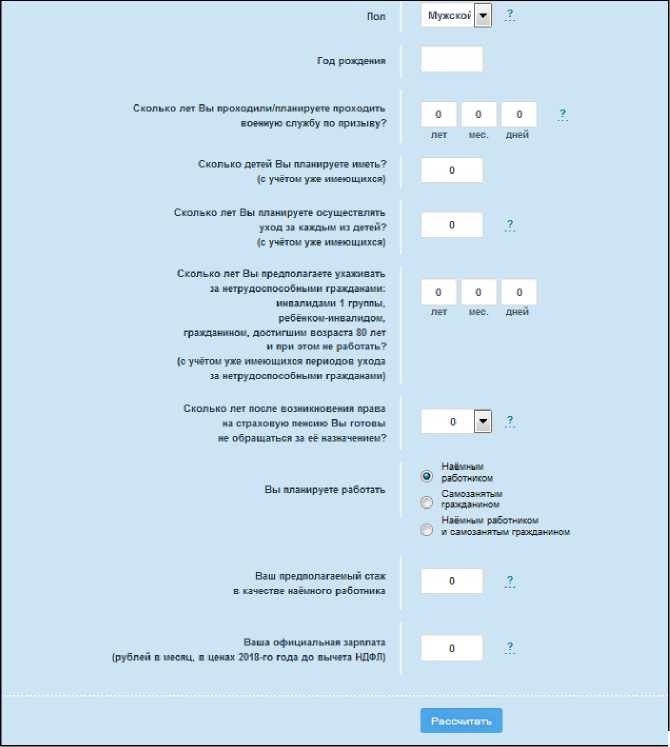 Пол
Мужской
?
Год рождения
Сколько лет Вы проходили/планируете проходить
военную службу по призыву?
0 0 0 ?
лет мес. дней
Сколько детей Вы планируете иметь?
(с учётом уже имеющихся)
0
Сколько лет Вы планируете осуществлять
уход за каждым из детей?
(с учётом уже имеющихся)
0 ?
Сколько лет Вы предполагаете ухаживать
за нетрудоспособными гражданами:
инвалидами 1 группы,
ребёнком-инвалидом,
гражданином, достигшим возраста 80 лет
и при этом не работать?
(с учётом уже имеющихся периодов ухода
за нетрудоспособными гражданами)
0 0 0
лет мес. дней
Сколько лет после возникновения права
на страховую пенсию Вы готовы
не обращаться за её назначением?
0 ?
Вы планируете работать
Наёмным
работником
Самозанятым
гражданином
Наёмным работником
и самозанятым гражданином
Ваш предполагаемый стаж
в качестве наёмного работника
0 ?
Ваша официальная зарплата
(рублей в месяц, в ценах 2018-го года до вычета НДФЛ)
0 ?
Рассчитать